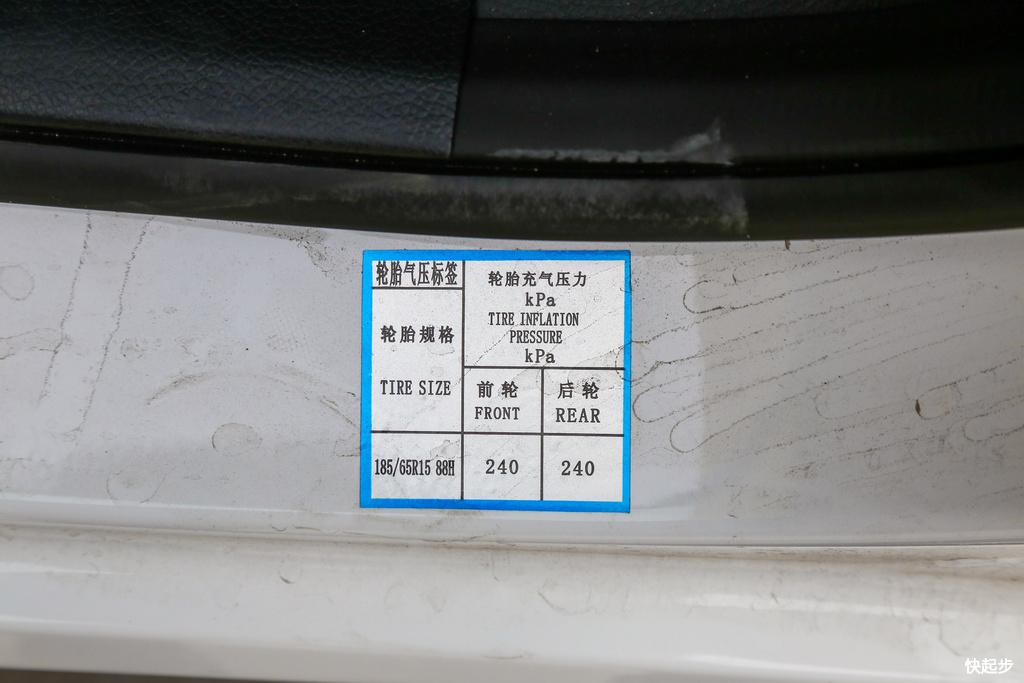 轮胎气压标签
轮胎规格
TIRE SIZE
轮胎充气压力
kPa
TIRE INFLATION
PRESSURE
kPa
前轮
FRONT
后轮
REAR
185/65R15 88H
240
240
快起步